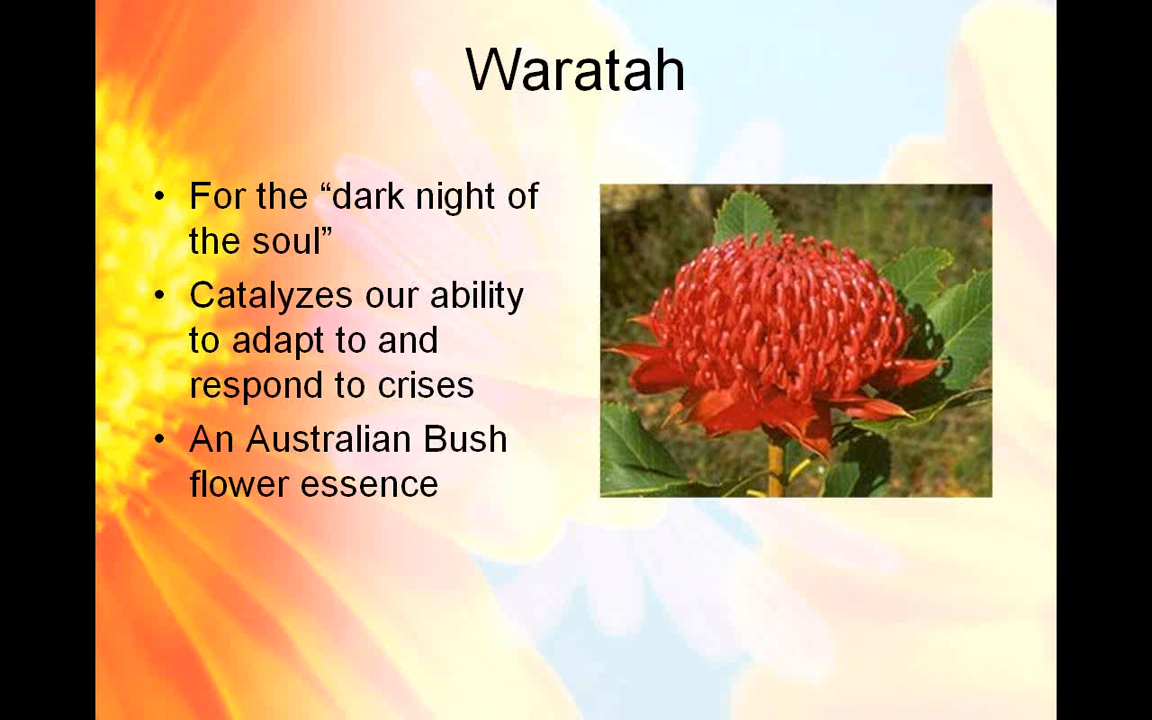 Waratah
• For the “dark night of
the soul”
• Catalyzes our ability
to adapt to and
respond to crises
• An Australian Bush
flower essence